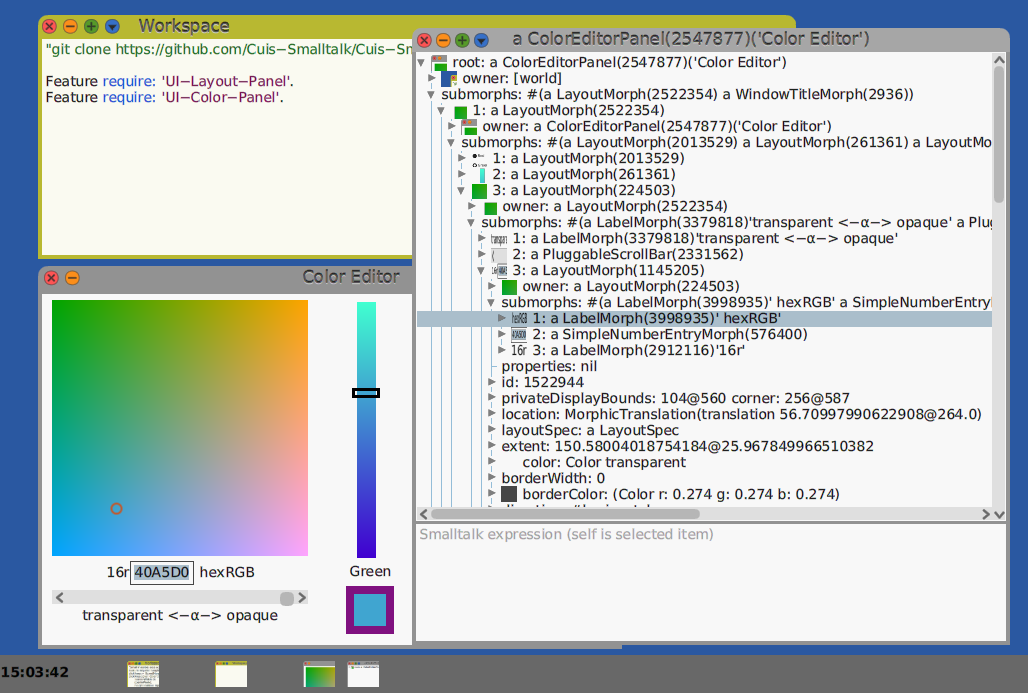 Workspace
"git clone https://github.com/Cuis-Smalltalk/Cuis-Sm
Feature require: 'UI-Layout-Panel'.
Feature require: 'UI-Color-Panel'.
Color Editor
16r 40A5D0 hexRGB
transparent <-α-> opaque
Green
a ColorEditorPanel(2547877)('Color Editor')
root: a ColorEditorPanel(2547877)('Color Editor')
owner: [world]
submorphs: #(a LayoutMorph(2522354) a WindowTitleMorph(2936))
1: a LayoutMorph(2522354)
owner: a ColorEditorPanel(2547877)('Color Editor')
submorphs: #(a LayoutMorph(2013529) a LayoutMorph(261361) a LayoutMo
1: a LayoutMorph(2013529)
2: a LayoutMorph(261361)
3: a LayoutMorph(224503)
owner: a LayoutMorph(2522354)
submorphs: #(a LabelMorph(3379818)'transparent <-α-> opaque' a Plug
1: a LabelMorph(3379818)'transparent <-α-> opaque'
2: a PluggableScrollBar(2331562)
3: a LayoutMorph(1145205)
owner: a LayoutMorph(224503)
submorphs: #(a LabelMorph(3998935)' hexRGB' a SimpleNumberEntryM
1: a LabelMorph(3998935)' hexRGB'
2: a SimpleNumberEntryMorph(576400)
3: a LabelMorph(2912116)'16r'
properties: nil
id: 1522944
privateDisplayBounds: 104@560 corner: 256@587
location: MorphicTranslation(translation 56.70997990622908@264.0)
layoutSpec: a LayoutSpec
extent: 150.58004018754184@25.967849966510382
color: Color transparent
borderWidth: 0
borderColor: (Color r: 0.274 g: 0.274 b: 0.274)
Smalltalk expression (self is selected item)
15:03:42